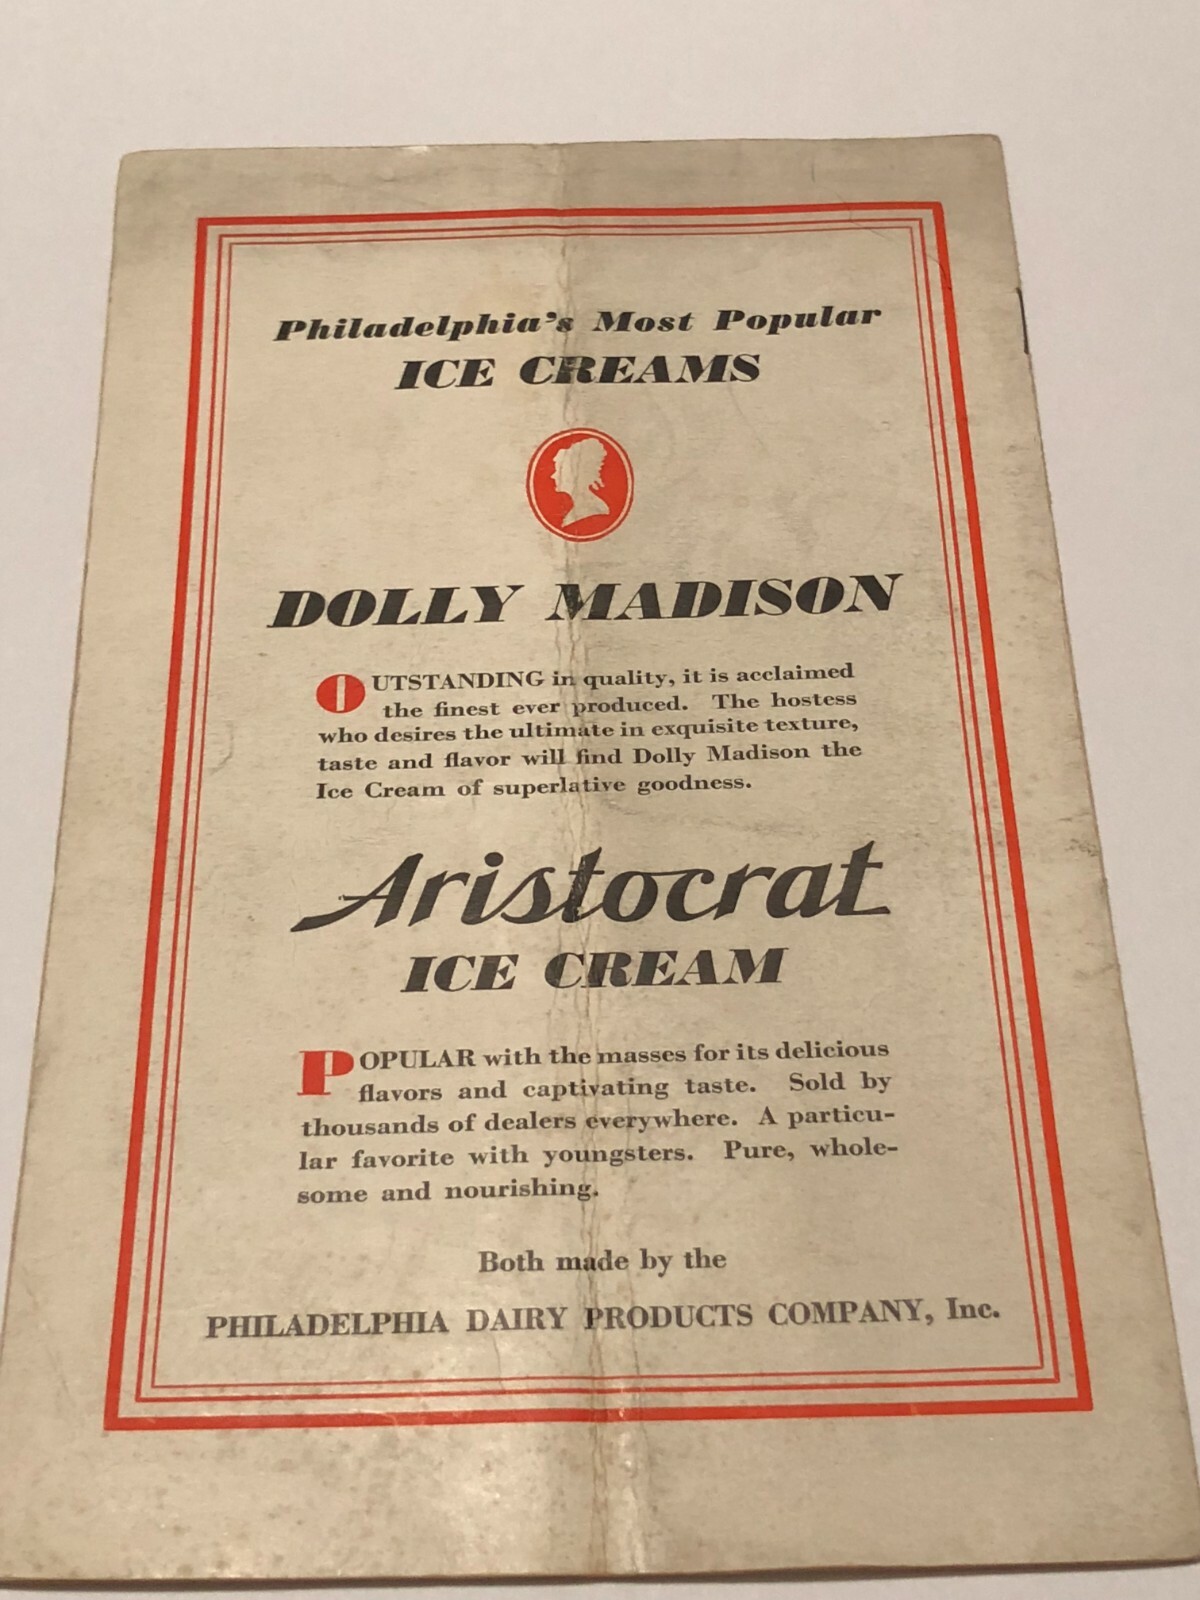 Philadelphia's Most Popular
ICE CREAMS
DOLLY MADISON
OUTSTANDING in quality, it is acclaimed
the finest ever produced. The hostess
who desires the ultimate in exquisite texture,
taste and flavor will find Dolly Madison the
Ice Cream of superlative goodness.
Aristocrat
ICE CREAM
POPULAR with the masses for its delicious
flavors and captivating taste. Sold by
thousands of dealers everywhere. A particu-
lar favorite with youngsters. Pure, whole-
some and nourishing.
Both made by the
PHILADELPHIA DAIRY PRODUCTS COMPANY, Inc.